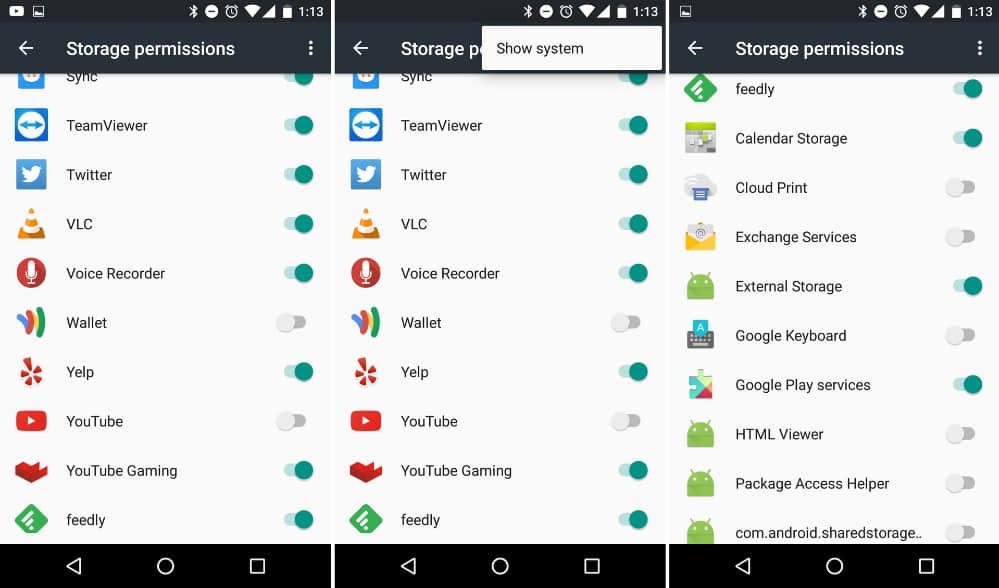 1:13
Storage permissions
Sync
TeamViewer
Twitter
VLC
Voice Recorder
Wallet
Yelp
YouTube
YouTube Gaming
feedly
1:13
Storage p
Show system
Sync
TeamViewer
Twitter
VLC
Voice Recorder
Wallet
Yelp
YouTube
YouTube Gaming
feedly
1:13
Storage permissions
feedly
Calendar Storage
Cloud Print
Exchange Services
External Storage
A
Google Keyboard
Google Play services
HTML Viewer
Package Access Helper
com.android.sharedstorage..